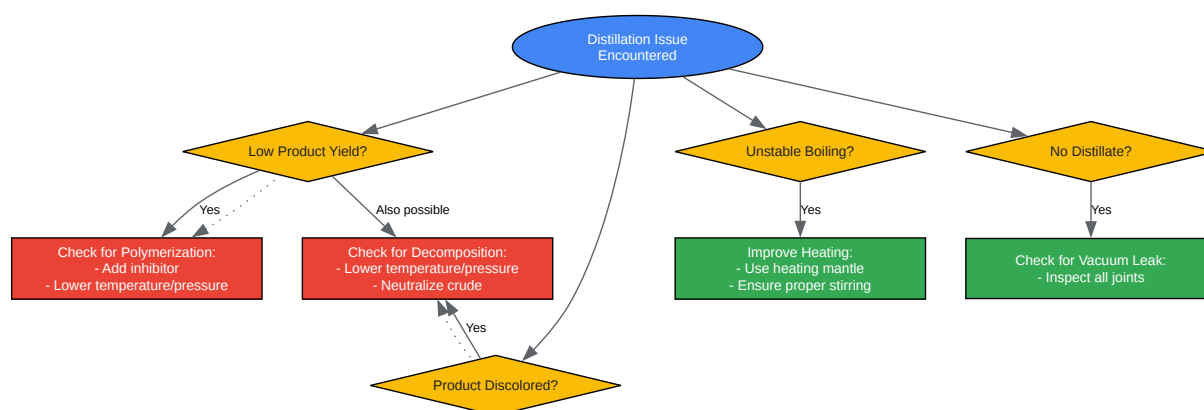 Distillation Issue
Encountered
Low Product Yield?
Unstable Boiling?
No Distillate?
Yes
Also possible
Yes
Yes
Check for Polymerization:
- Add inhibitor
- Lower temperature/pressure
Check for Decomposition:
- Lower temperature/pressure
- Neutralize crude
Improve Heating:
- Use heating mantle
- Ensure proper stirring
Check for Vacuum Leak:
- Inspect all joints
Yes
Product Discolored?